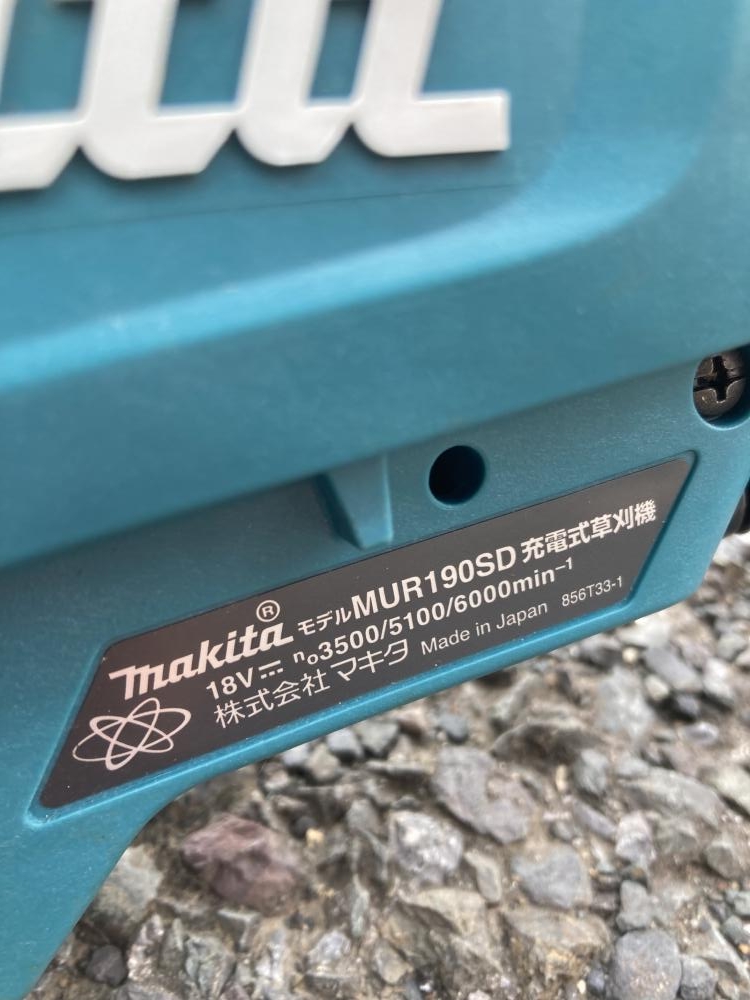 makita® モデルMUR190SD 充電式草刈機
18V⎓ n₀3500/5100/6000min⁻¹
株式会社マキタ Made in Japan 856T33-1